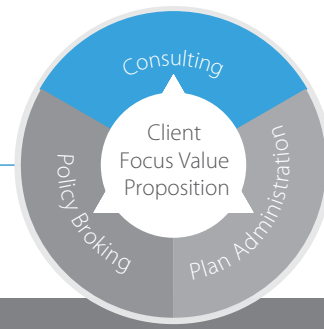 Consulting
Client
Focus Value
Proposition
Policy Broking
Plan Administration